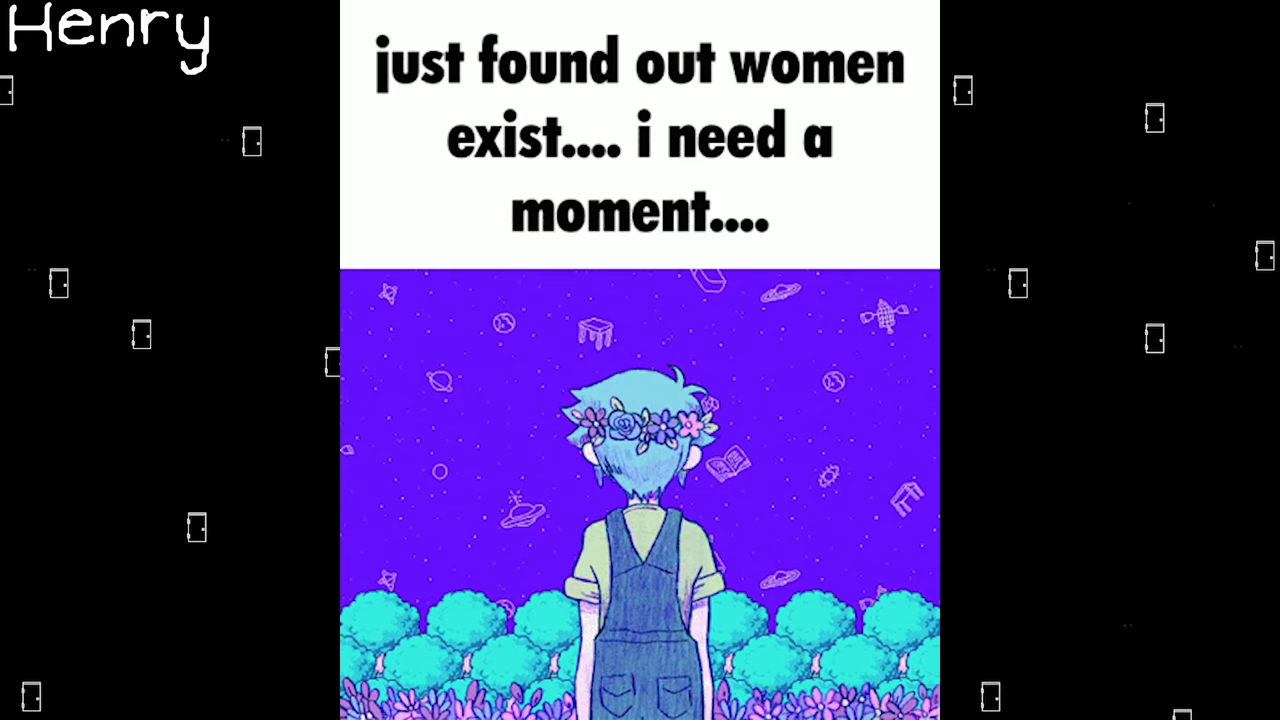 Henry
just found out women
exist.... i need a
moment....